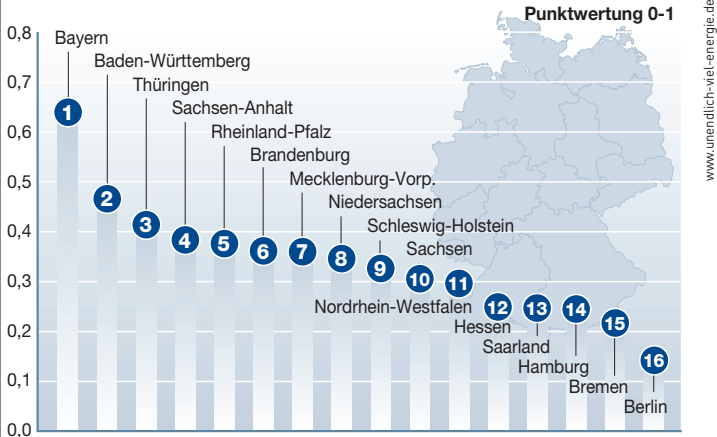 Punktwertung 0-1
www.unendlich-viel-energie.de
0,8
0,7
0,6
0,5
0,4
0,3
0,2
0,1
0,0
Bayern
Baden-Württemberg
Thüringen
Sachsen-Anhalt
Rheinland-Pfalz
Brandenburg
Mecklenburg-Vorp.
Niedersachsen
Schleswig-Holstein
Sachsen
Nordrhein-Westfalen
Hessen
Saarland
Hamburg
Bremen
Berlin
1
2
3
4
5
6
7
8
9
10
11
12
13
14
15
16